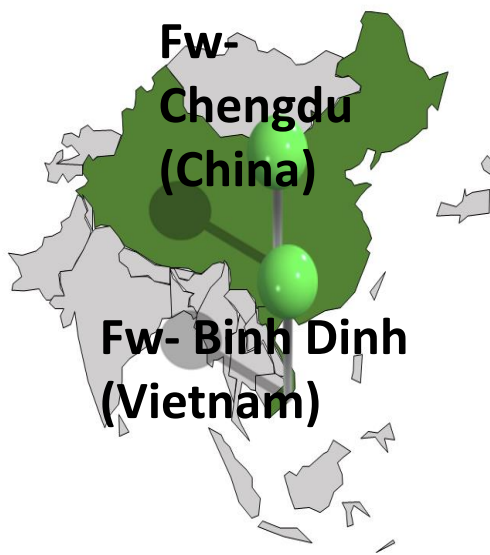 Fw-
Chengdu
(China)
Fw- Binh Dinh
(Vietnam)